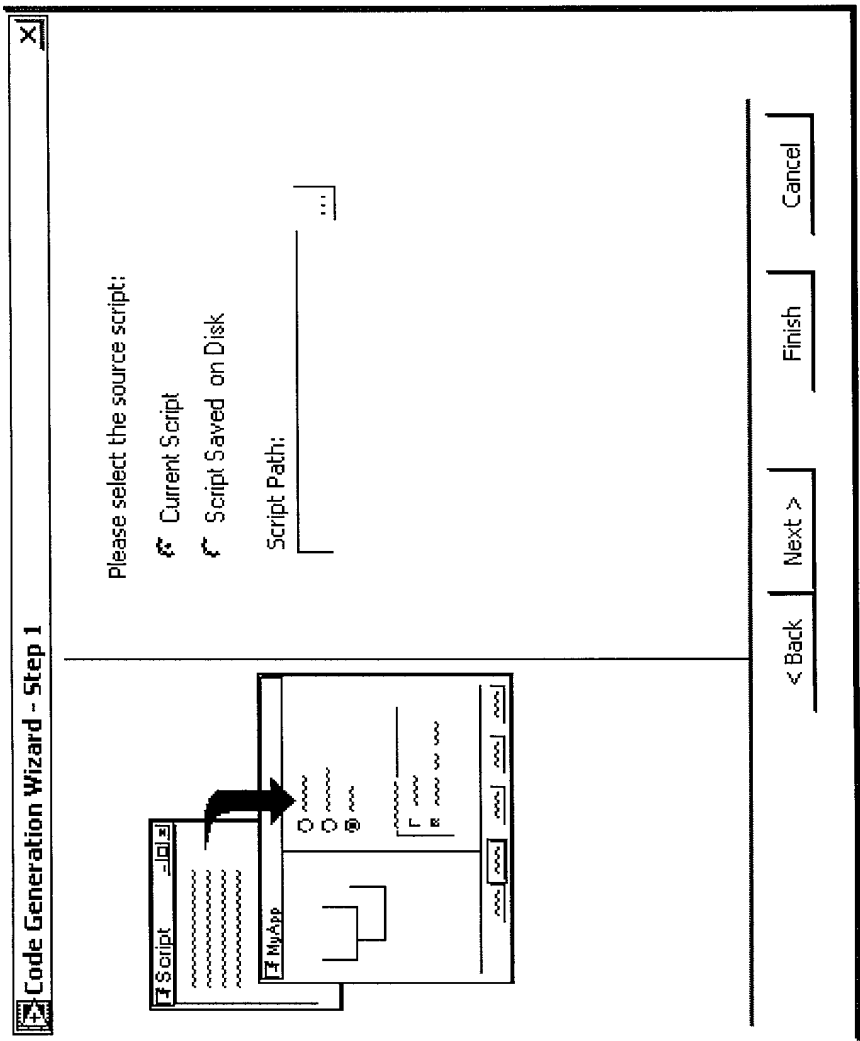 Code Generation Wizard - Step 1
Script
MyApp
Please select the source script:
Current Script
Script Saved on Disk
Script Path:
...
< Back
Next >
Finish
Cancel